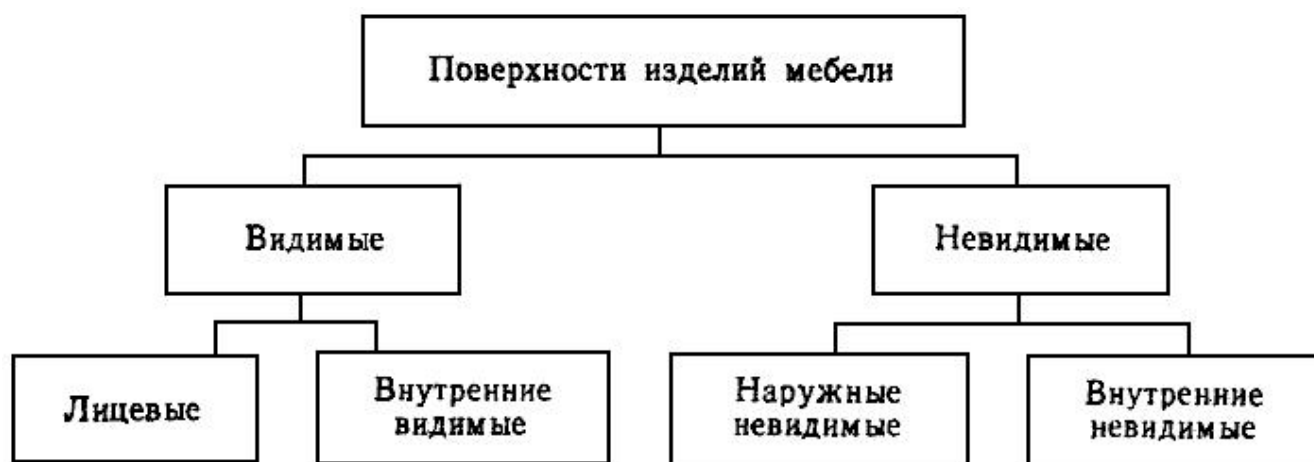 Поверхности изделий мебели
Видимые
Невидимые
Лицевые
Внутренние
видимые
Наружные
невидимые
Внутренние
невидимые